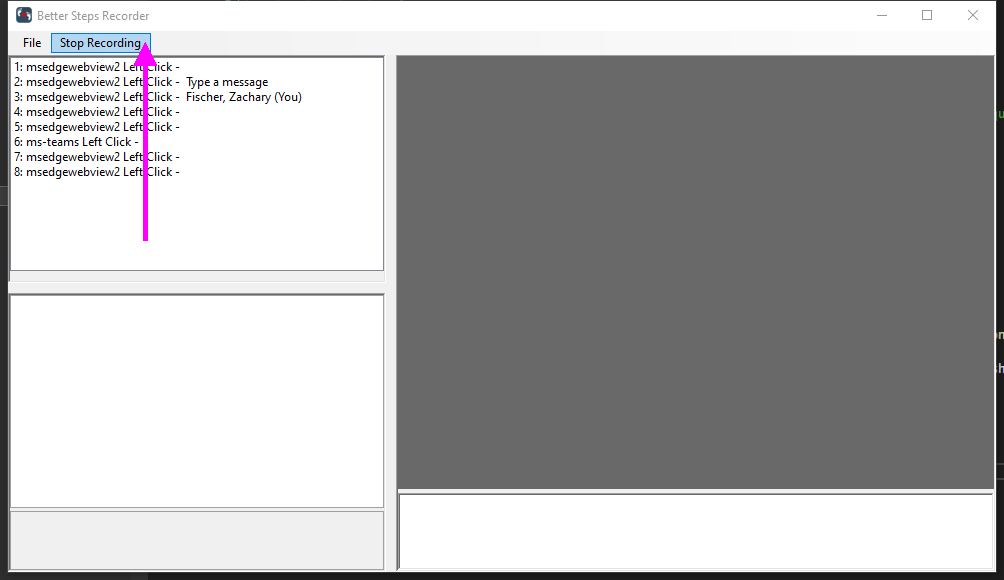 Better Steps Recorder
File Stop Recording
1: msedgewebview2 Left Click -
2: msedgewebview2 Left Click - Type a message
3: msedgewebview2 Left Click - Fischer, Zachary (You)
4: msedgewebview2 Left Click -
5: msedgewebview2 Left Click -
6: ms-teams Left Click -
7: msedgewebview2 Left Click -
8: msedgewebview2 Left Click -